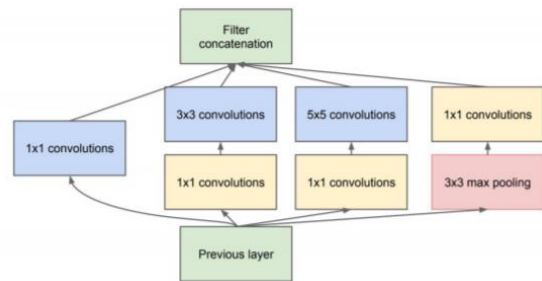 Filter
concatenation
3x3 convolutions
5x5 convolutions
1x1 convolutions
1x1 convolutions
1x1 convolutions
1x1 convolutions
3x3 max pooling
Previous layer